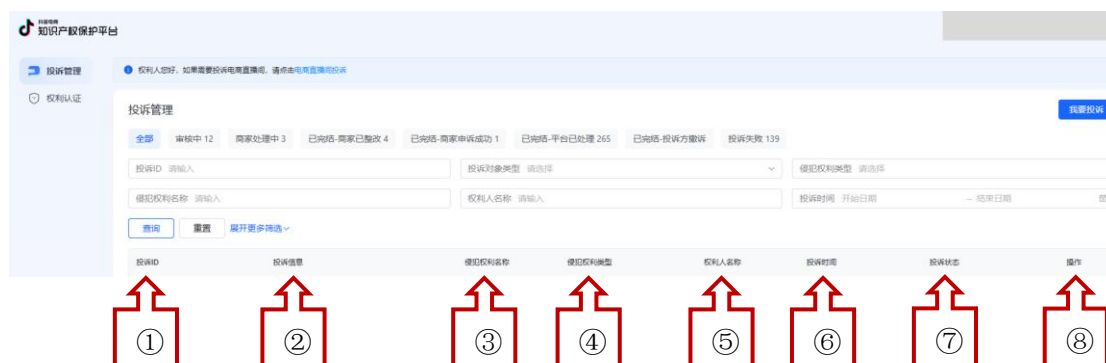 抖音电商
知识产权保护平台
投诉管理
权利认证
权利人您好，如果需要投诉电商直播间，请点击电商直播间投诉
投诉管理
我要投诉
全部 审核中 12 商家处理中 3 已完结-商家已整改 4 已完结-商家申诉成功 1 已完结-平台已处理 265 已完结-投诉方撤诉 投诉失败 139
投诉ID 请输入 投诉对象类型 请选择 侵犯权利类型 请选择
侵犯权利名称 请输入 权利人名称 请输入 投诉时间 开始日期 – 结束日期
查询 重置 展开更多筛选
投诉ID 投诉信息 侵犯权利名称 侵犯权利类型 权利人名称 投诉时间 投诉状态 操作
① ② ③ ④ ⑤ ⑥ ⑦ ⑧